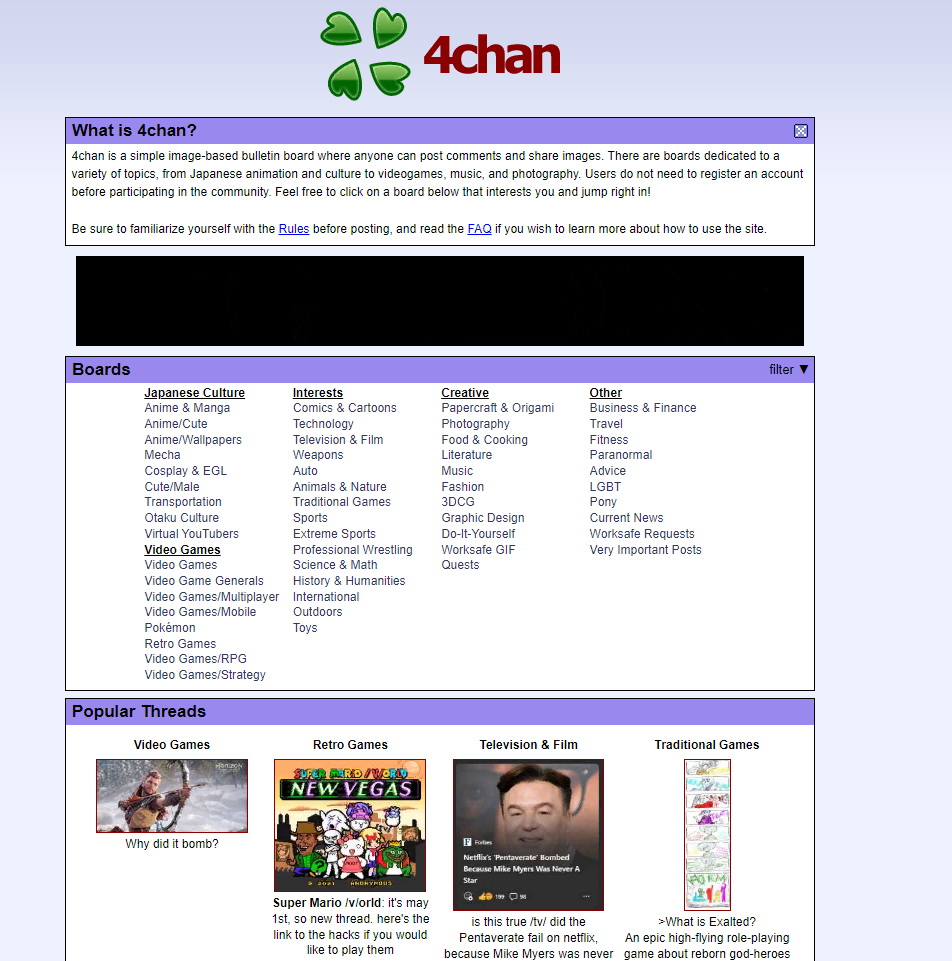 4chan
What is 4chan?
4chan is a simple image-based bulletin board where anyone can post comments and share images. There are boards dedicated to a
variety of topics, from Japanese animation and culture to videogames, music, and photography. Users do not need to register an account
before participating in the community. Feel free to click on a board below that interests you and jump right in!
Be sure to familiarize yourself with the Rules before posting, and read the FAQ if you wish to learn more about how to use the site.
Boards
filter ▼
Japanese Culture
Anime & Manga
Anime/Cute
Anime/Wallpapers
Mecha
Cosplay & EGL
Cute/Male
Transportation
Otaku Culture
Virtual YouTubers
Video Games
Video Games
Video Game Generals
Video Games/Multiplayer
Video Games/Mobile
Pokémon
Retro Games
Video Games/RPG
Video Games/Strategy
Interests
Comics & Cartoons
Technology
Television & Film
Weapons
Auto
Animals & Nature
Traditional Games
Sports
Extreme Sports
Professional Wrestling
Science & Math
History & Humanities
International
Outdoors
Toys
Creative
Papercraft & Origami
Photography
Food & Cooking
Literature
Music
Fashion
3DCG
Graphic Design
Do-It-Yourself
Worksafe GIF
Quests
Other
Business & Finance
Travel
Fitness
Paranormal
Advice
LGBT
Pony
Current News
Worksafe Requests
Very Important Posts
Popular Threads
Video Games
HORIZON
Why did it bomb?
Retro Games
SUPER MARIO /V/ORLD
NEW VEGAS
© 2021 ANONYMOUS
Super Mario /v/orld: it's may
1st, so new thread. here's the
link to the hacks if you would
like to play them
Television & Film
F Forbes
Netflix's 'Pentaverate' Bombed
Because Mike Myers Was Never A
Star
199
98
is this true /tv/ did the
Pentaverate fail on netflix,
because Mike Myers was never
Traditional Games
>What is Exalted?
An epic high-flying role-playing
game about reborn god-heroes